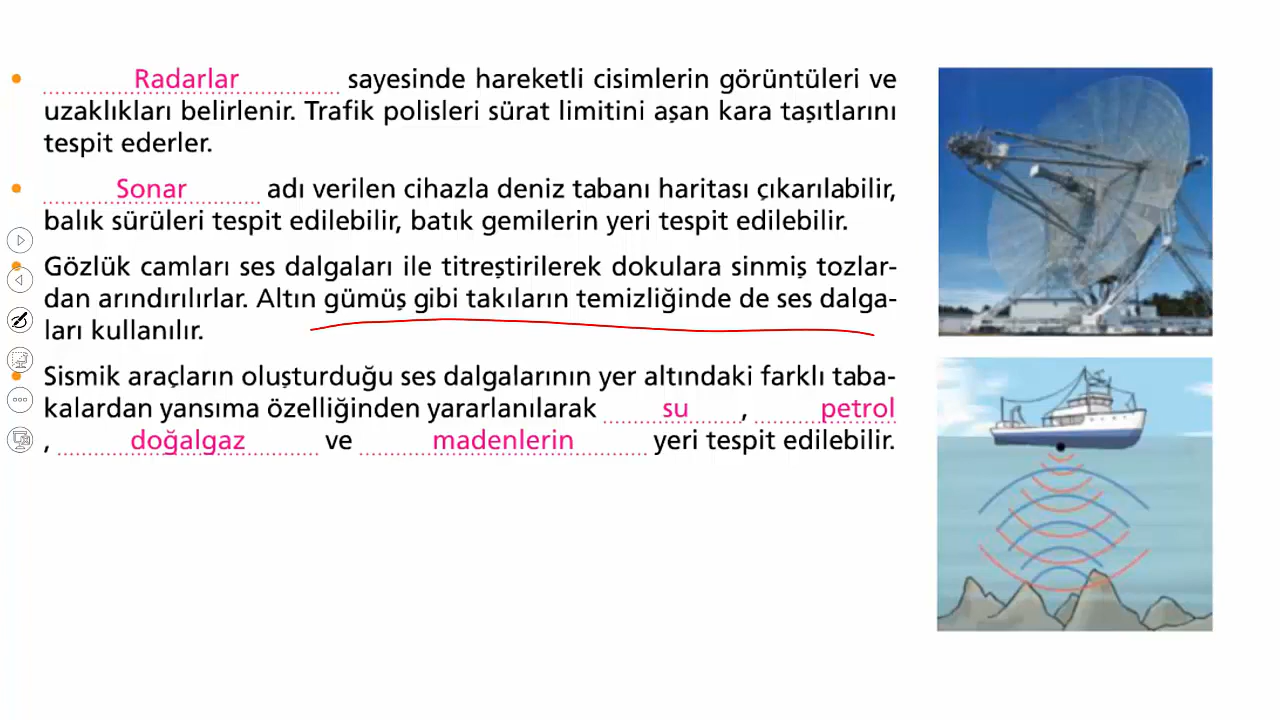 Radarlar sayesinde hareketli cisimlerin görüntüleri ve
uzaklıkları belirlenir. Trafik polisleri sürat limitini aşan kara taşıtlarını
tespit ederler.
Sonar adı verilen cihazla deniz tabanı haritası çıkarılabilir,
balık sürüleri tespit edilebilir, batık gemilerin yeri tespit edilebilir.
Gözlük camları ses dalgaları ile titreştirilerek dokulara sinmiş tozlar-
dan arındırılırlar. Altın gümüş gibi takıların temizliğinde de ses dalga-
ları kullanılır.
Sismik araçların oluşturduğu ses dalgalarının yer altındaki farklı taba-
kalardan yansıma özelliğinden yararlanılarak su , petrol
, doğalgaz ve madenlerin yeri tespit edilebilir.